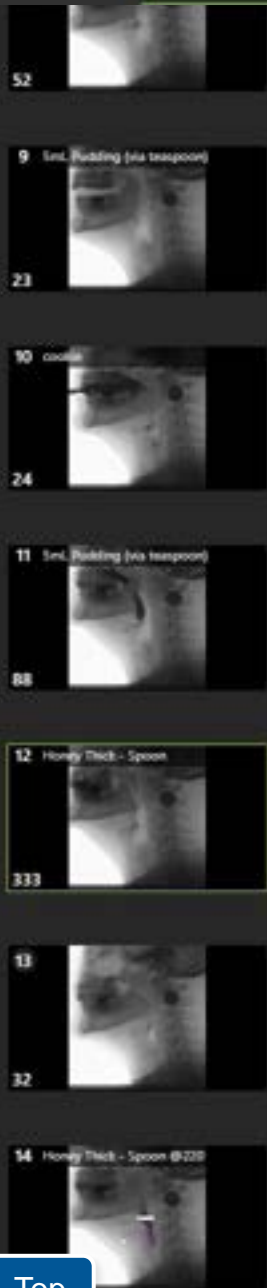 52
9 5mL Pudding (via teaspoon)
23
10 cookie
24
11 5mL Pudding (via teaspoon)
88
12 Honey Thick - Spoon
333
13
32
14 Honey Thick - Spoon @220
Top